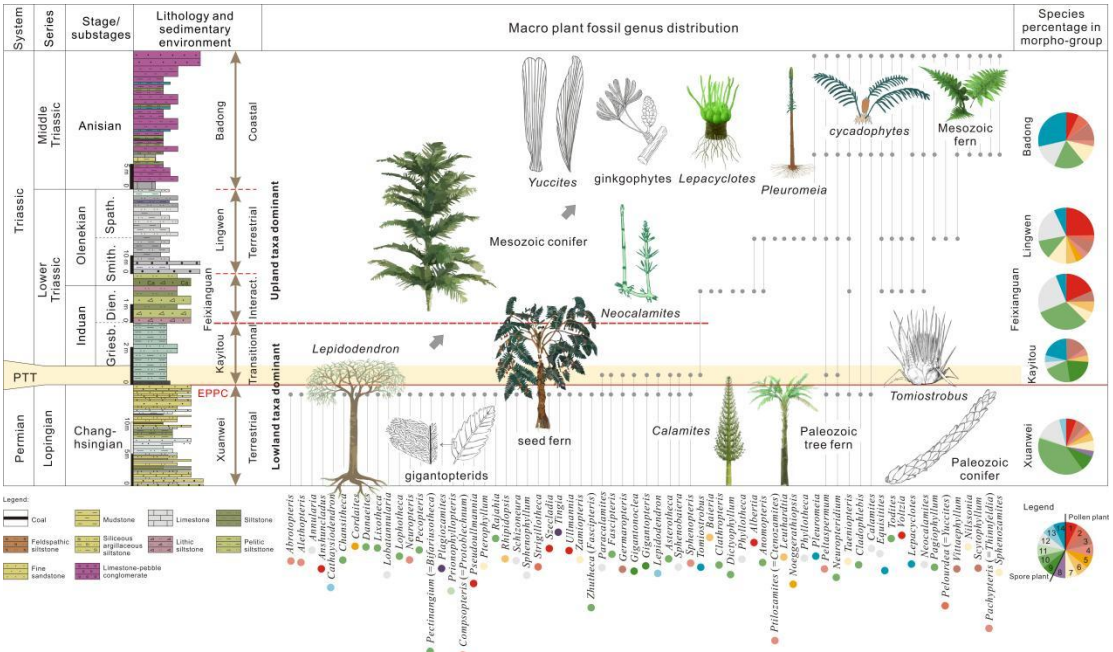 System
Series
Stage/
substages
Lithology and
sedimentary
environment
Macro plant fossil genus distribution
Species
percentage in
morpho-group
Triassic
Middle
Triassic
Anisian
Badong
Coastal
Yuccites
ginkgophytes
Lepacyclotes
Pleuromeia
cycadophytes
Mesozoic
fern
Badong
Lower
Triassic
Olenekian
Spath.
Smith.
Lingwen
Terrestrial
Upland taxa dominant
Mesozoic conifer
Neocalamites
Lingwen
Induan
Dien.
Griesb.
Feixianguan
Interact.
Kayitou
Transitional
Lepidodendron
Feixianguan
Kayitou
PTT
EPPC
Tomiostrobus
Permian
Lopingian
Chang-
hsingian
Xuanwei
Terrestrial
Lowland taxa dominant
gigantopterids
seed fern
Calamites
Paleozoic
tree fern
Paleozoic
conifer
Xuanwei
Legend:
Coal
Mudstone
Limestone
Siltstone
Feldspathic
siltstone
Siliceous
argillaceous
siltstone
Lithic
siltstone
Pelitic
siltstone
Fine
sandstone
Limestone-pebble
conglomerate
Abrotopteris
Alethopteris
Annularia
Cathaysiodendron
Chansitheca
Cordaites
Danaeites
Lobatannularia
Lophotheca
Neuropteris
Pecopteris
Pectinangium (=Bifariusotheca)
Plagiozamites
Prionophyllopteris
Compsopteris (=Protoblechnum)
Pseudoullmannia
Pterophyllum
Rajahia
Rhipidopsis
Schizoneura
Sphenophyllum
Strigillotheca
Tingia
Ullmannia
Zamiopteris
Zhutheca (Fascipteris)
Paracalamites
Fascipteris
Germaropteris
Gigantonoclea
Gigantopteris
Lepidodendron
Asterotheca
Sphenobaiera
Sphenopteris
Tomiostrobus
Baiera
Cladophlebis
Dictyophyllum
Phyllotheca
Albertia
Anomopteris
Ptilozamites (=Ctenozamites)
Leuthardtia
Noeggerathiopsis
Pleuromeia
Peltaspermum
Neuropteridium
Taeniopteris
Calamites
Equisetites
Todites
Voltzia
Lepacyclotes
Neocalamites
Pagiophyllum
Pelourdea (=Yuccites)
Vittaephyllum
Nilssonia
Scytophyllum
Pachypteris (=Thinnfeldia)
Sphenozamites
Legend
Pollen plant
Spore plant